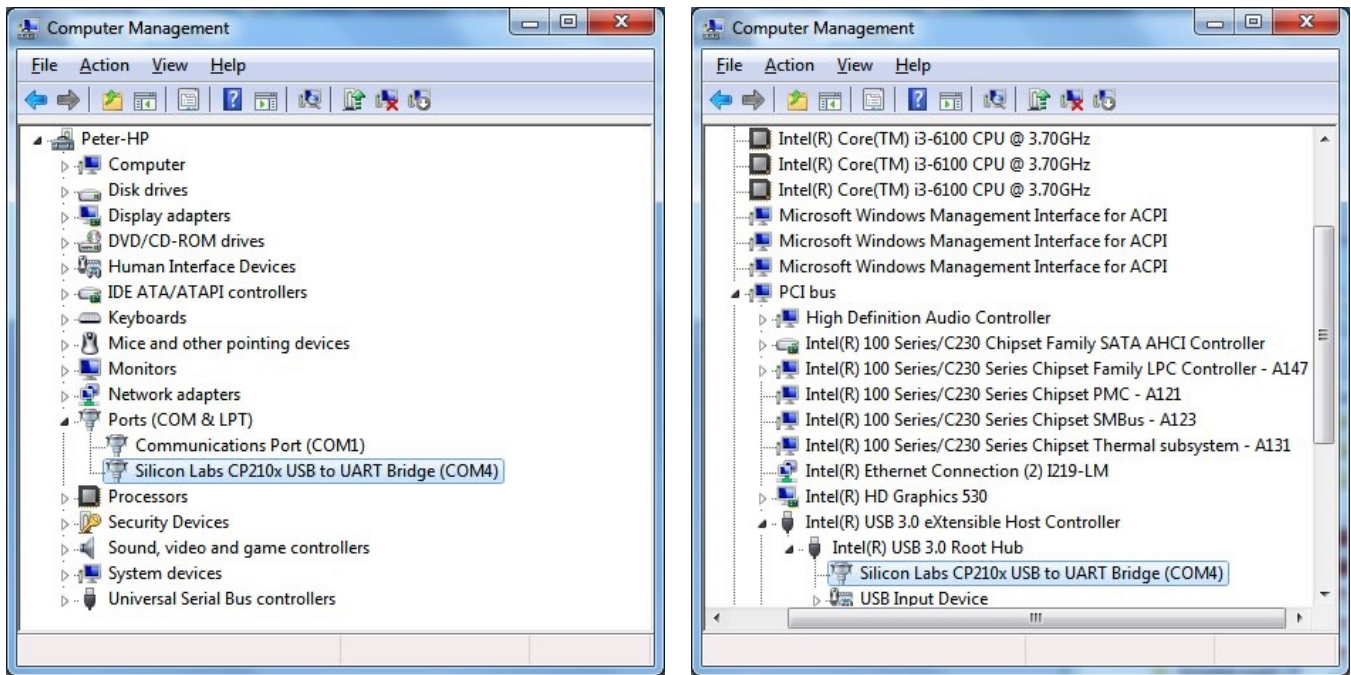 Computer Management
File Action View Help
Peter-HP
Computer
Disk drives
Display adapters
DVD/CD-ROM drives
Human Interface Devices
IDE ATA/ATAPI controllers
Keyboards
Mice and other pointing devices
Monitors
Network adapters
Ports (COM & LPT)
Communications Port (COM1)
Silicon Labs CP210x USB to UART Bridge (COM4)
Processors
Security Devices
Sound, video and game controllers
System devices
Universal Serial Bus controllers
Computer Management
File Action View Help
Intel(R) Core(TM) i3-6100 CPU @ 3.70GHz
Intel(R) Core(TM) i3-6100 CPU @ 3.70GHz
Intel(R) Core(TM) i3-6100 CPU @ 3.70GHz
Microsoft Windows Management Interface for ACPI
Microsoft Windows Management Interface for ACPI
Microsoft Windows Management Interface for ACPI
PCI bus
High Definition Audio Controller
Intel(R) 100 Series/C230 Chipset Family SATA AHCI Controller
Intel(R) 100 Series/C230 Series Chipset Family LPC Controller - A147
Intel(R) 100 Series/C230 Series Chipset PMC - A121
Intel(R) 100 Series/C230 Series Chipset SMBus - A123
Intel(R) 100 Series/C230 Series Chipset Thermal subsystem - A131
Intel(R) Ethernet Connection (2) I219-LM
Intel(R) HD Graphics 530
Intel(R) USB 3.0 eXtensible Host Controller
Intel(R) USB 3.0 Root Hub
Silicon Labs CP210x USB to UART Bridge (COM4)
USB Input Device